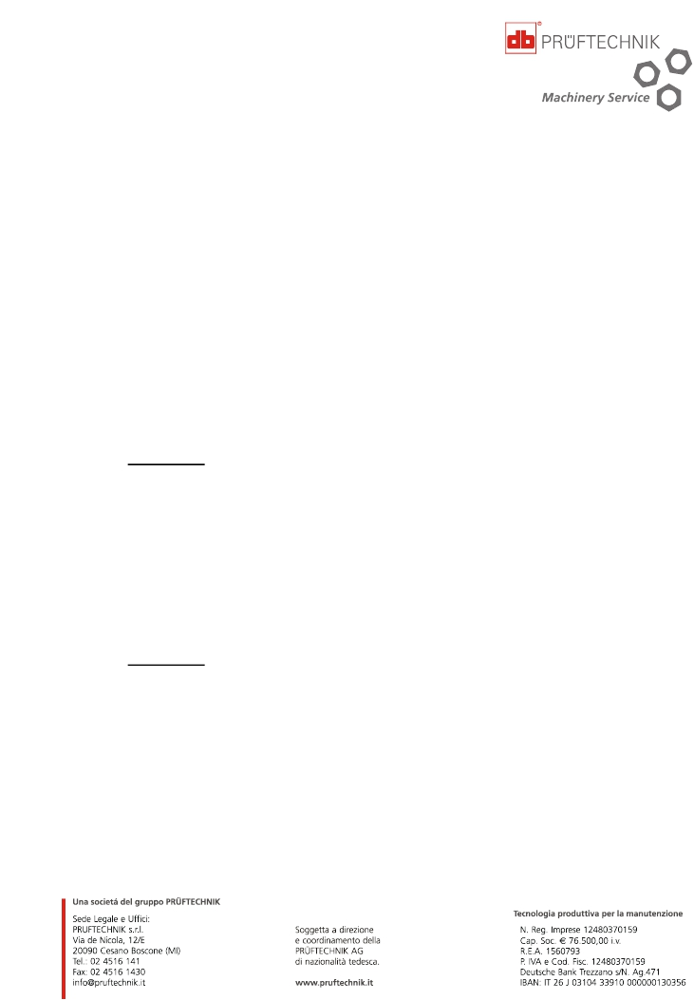 db® PRÜFTECHNIK
Machinery Service
Una societá del gruppo PRÜFTECHNIK
Sede Legale e Uffici:
PRUFTECHNIK s.r.l.
Via de Nicola, 12/E
20090 Cesano Boscone (MI)
Tel.: 02 4516 141
Fax: 02 4516 1430
info@pruftechnik.it
Soggetta a direzione
e coordinamento della
PRÜFTECHNIK AG
di nazionalità tedesca.
www.pruftechnik.it
Tecnologia produttiva per la manutenzione
N. Reg. Imprese 12480370159
Cap. Soc. € 76.500,00 i.v.
R.E.A. 1560793
P. IVA e Cod. Fisc. 12480370159
Deutsche Bank Trezzano s/N. Ag.471
IBAN: IT 26 J 03104 33910 000000130356